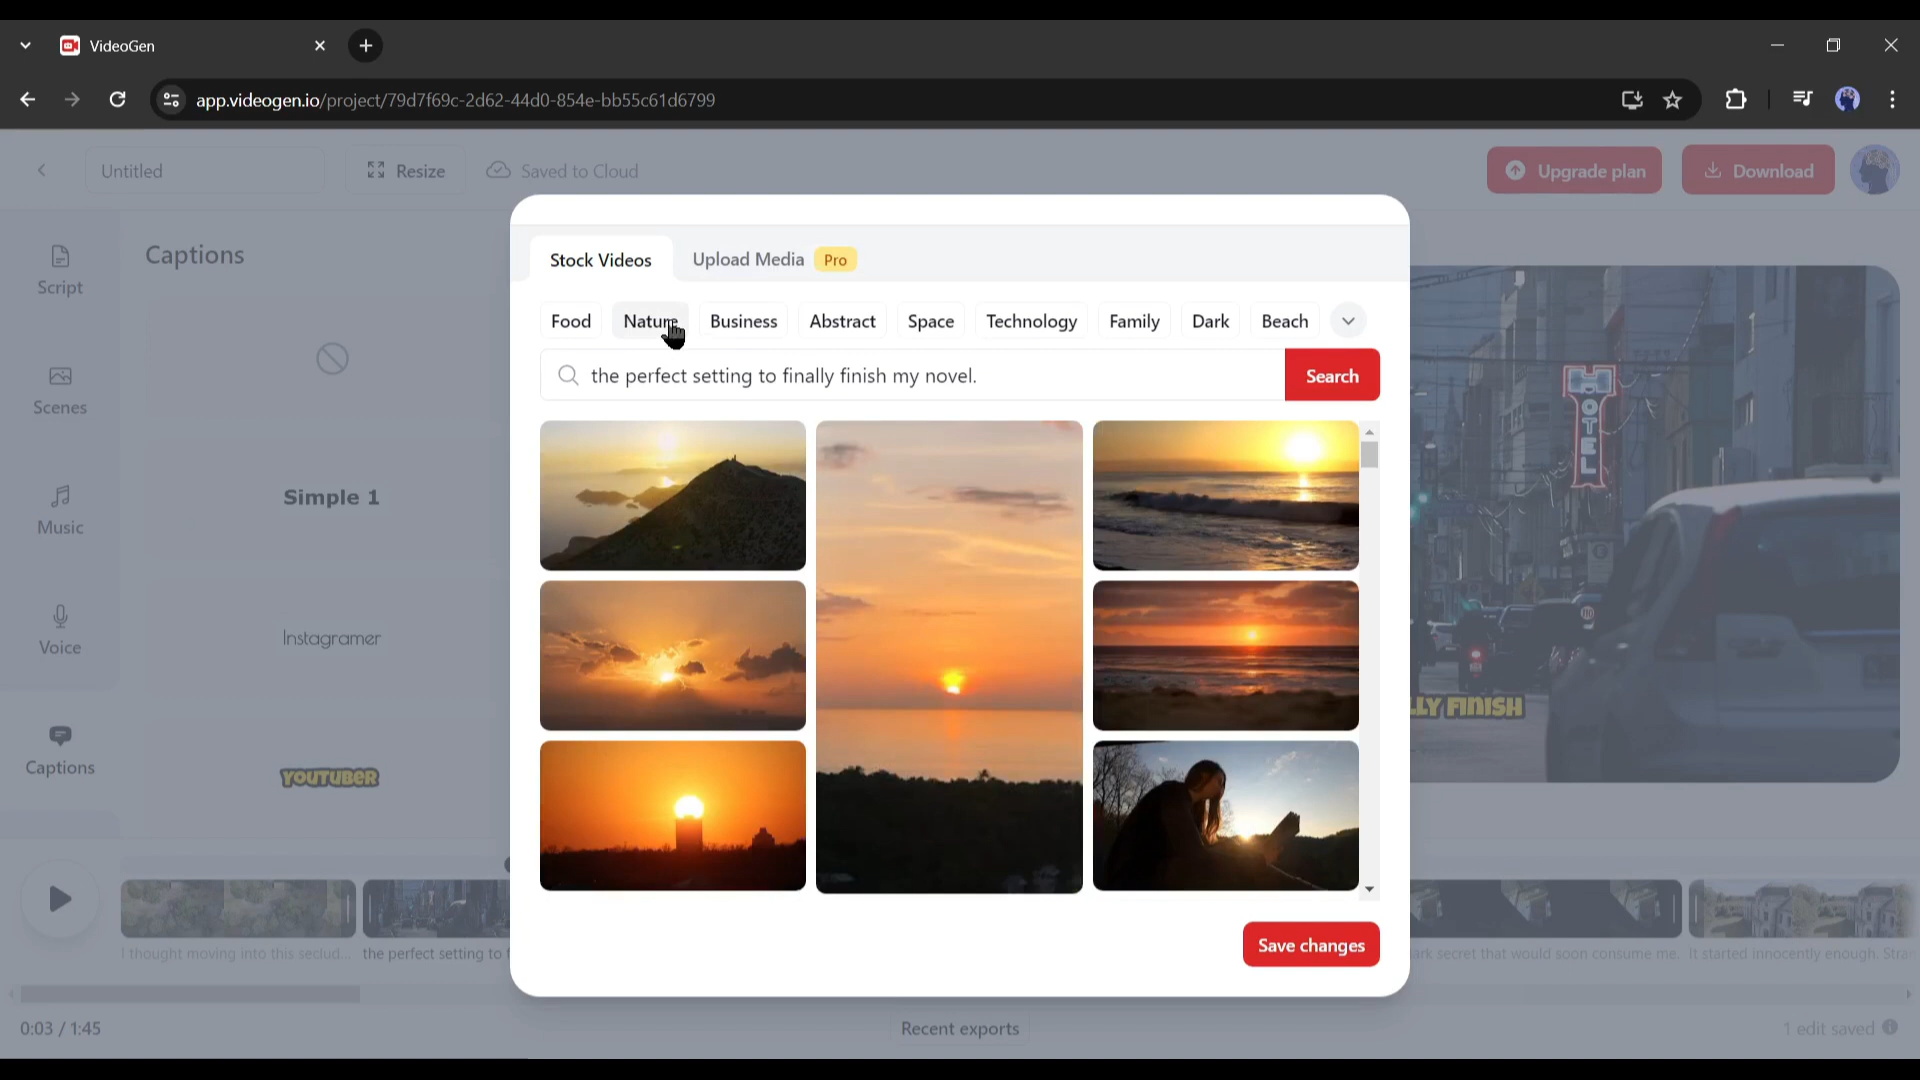 VideoGen
app.videogen.io/project/79d7f69c-2d62-44d0-854e-bb55c61d6799
Untitled
Resize
Saved to Cloud
Upgrade plan
Download
Script
Scenes
Music
Voice
Captions
Captions
Simple 1
Instagramer
YOUTUBER
Stock Videos
Upload Media
Pro
Food
Nature
Business
Abstract
Space
Technology
Family
Dark
Beach
the perfect setting to finally finish my novel.
Search
HOTEL
LLY FINISH
Save changes
I thought moving into this seclud...
the perfect setting to
ark secret that would soon consume me.
It started innocently enough. Stran
0:03 / 1:45
Recent exports
1 edit saved